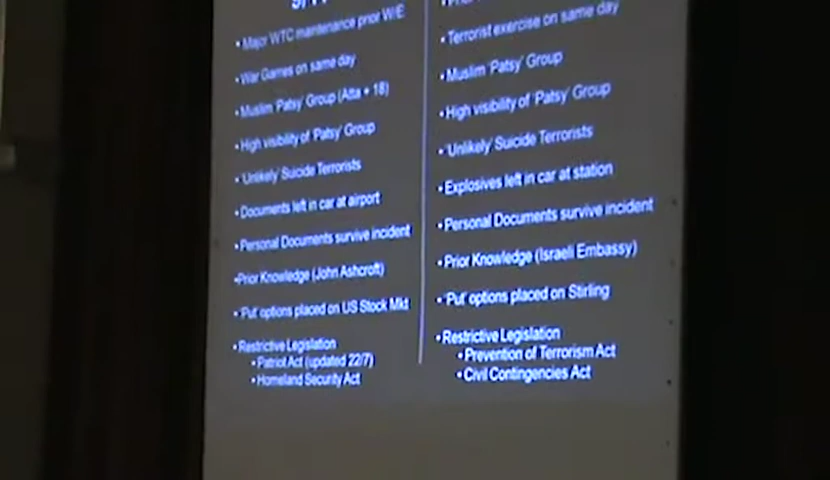 • Major WTC maintenance prior W/E
• War Games on same day
• Muslim 'Patsy' Group (Atta + 18)
• High visibility of 'Patsy' Group
• 'Unlikely' Suicide Terrorists
• Documents left in car at airport
• Personal Documents survive incident
•Prior Knowledge (John Ashcroft)
• 'Put' options placed on US Stock Mkt
• Restrictive Legislation
• Patriot Act (updated 22/7)
• Homeland Security Act
• Terrorist exercise on same day
• Muslim 'Patsy' Group
• High visibility of 'Patsy' Group
• 'Unlikely' Suicide Terrorists
• Explosives left in car at station
• Personal Documents survive incident
• Prior Knowledge (Israeli Embassy)
• 'Put' options placed on Stirling
• Restrictive Legislation
• Prevention of Terrorism Act
• Civil Contingencies Act